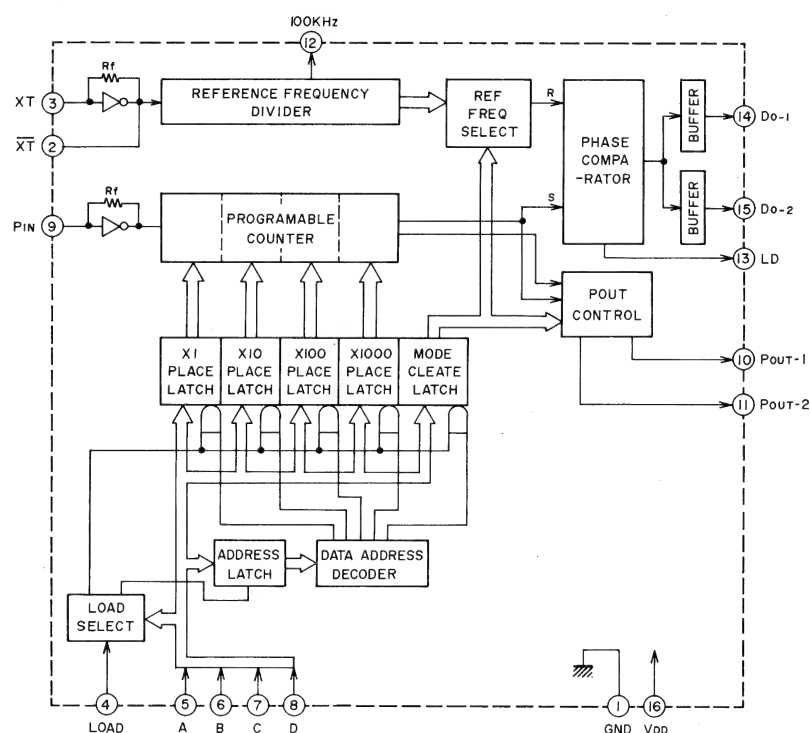 100KHz
12
Rf
XT
3
REFERENCE FREQUENCY
DIVIDER
REF
FREQ
SELECT
R
PHASE
COMPA
-RATOR
BUFFER
14
DO-1
XT
2
Rf
PIN
9
PROGRAMABLE
COUNTER
S
BUFFER
15
DO-2
13
LD
POUT
CONTROL
X1
PLACE
LATCH
X10
PLACE
LATCH
X100
PLACE
LATCH
X1000
PLACE
LATCH
MODE
CLEATE
LATCH
10
POUT-1
11
POUT-2
ADDRESS
LATCH
DATA ADDRESS
DECODER
LOAD
SELECT
4
LOAD
5
A
6
B
7
C
8
D
1
GND
16
VDD